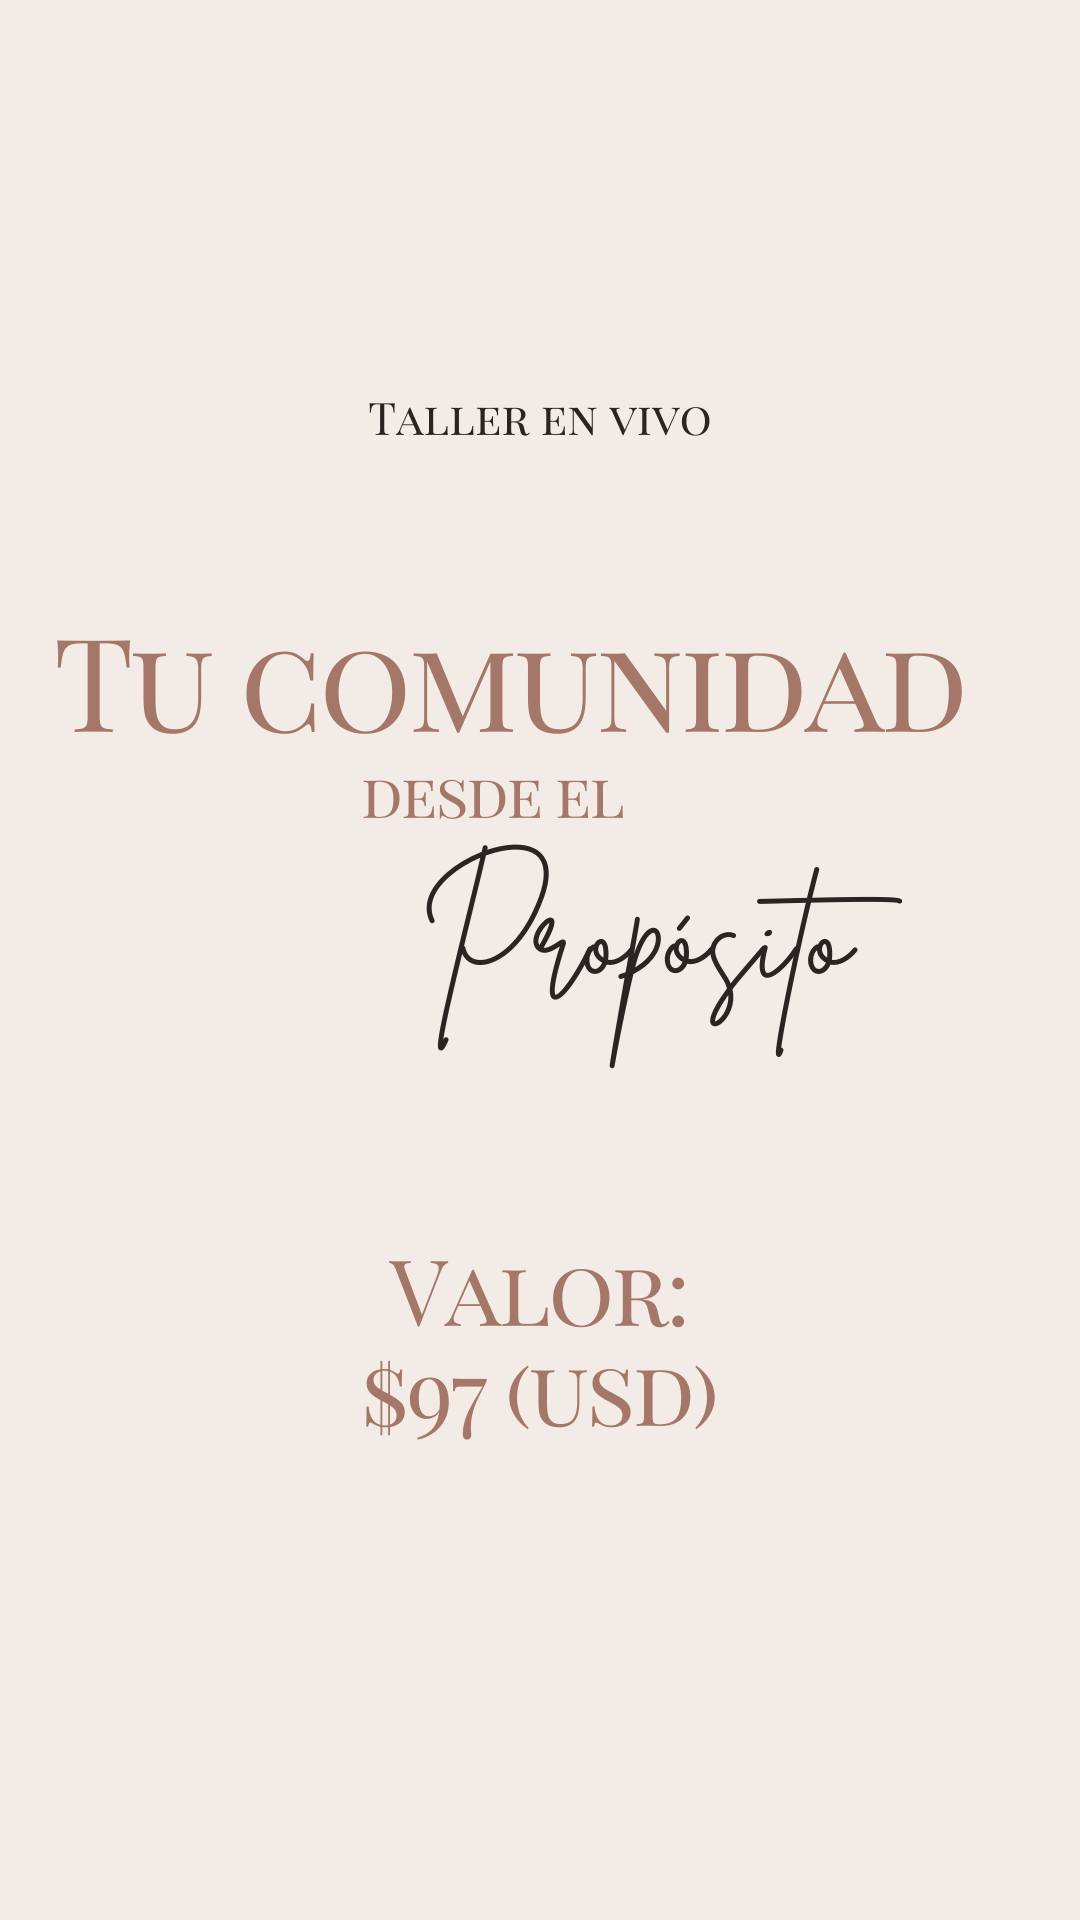 Taller en vivo
Tu comunidad
desde el
Propósito
Valor:
$97 (USD)